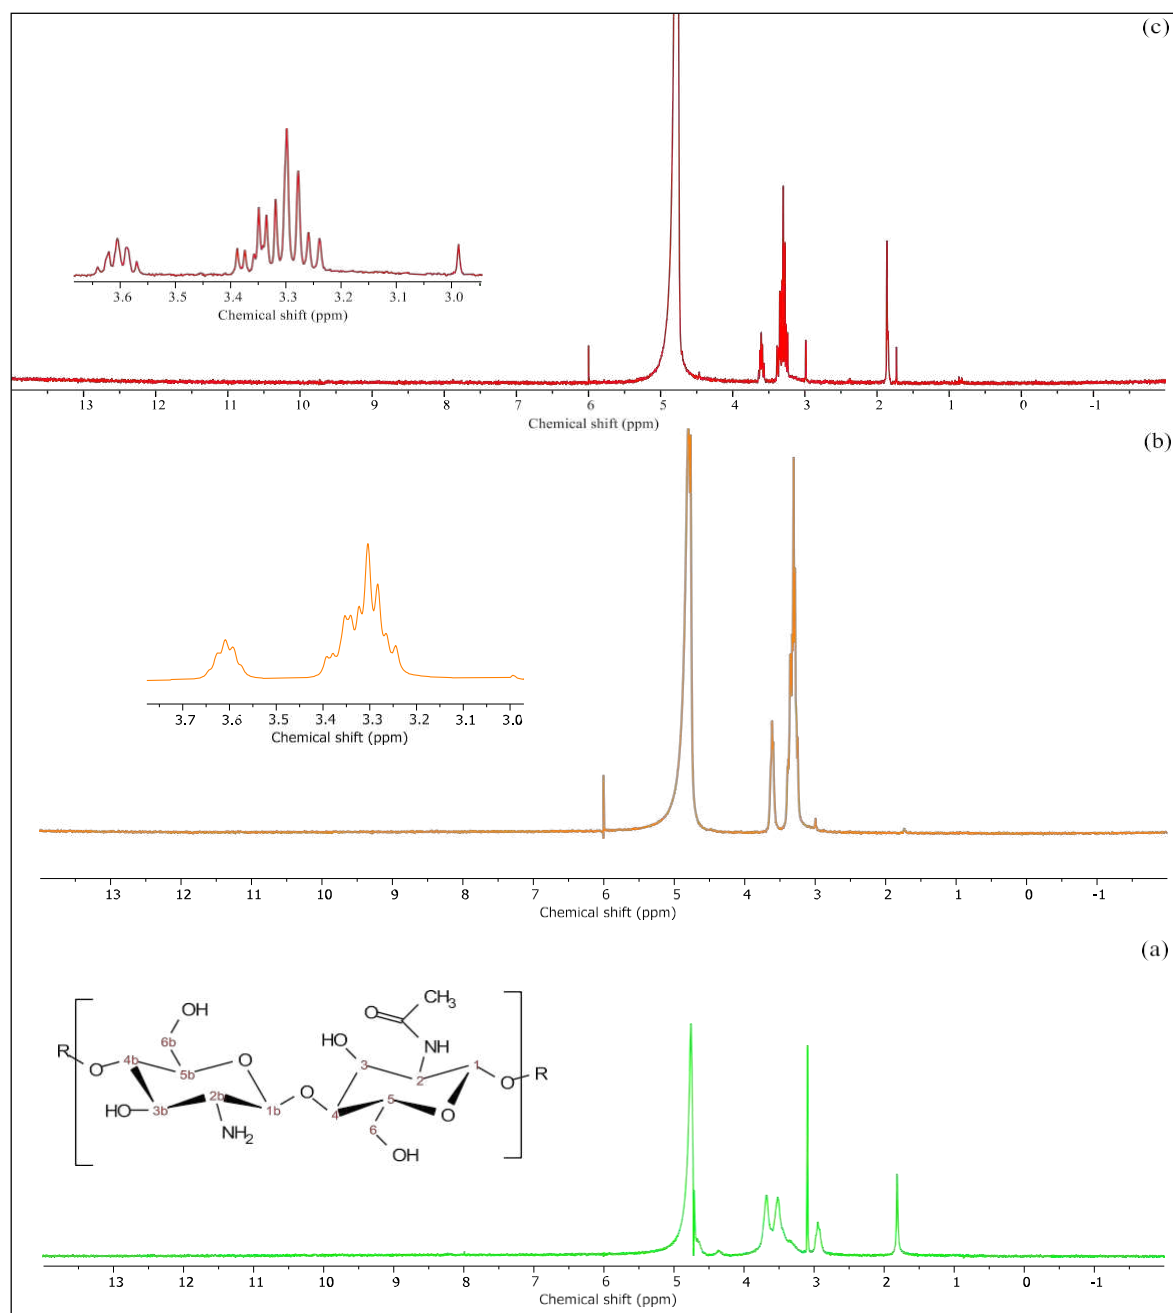 (c)
3.6 3.5 3.4 3.3 3.2 3.1 3.0
Chemical shift (ppm)
13 12 11 10 9 8 7 6 5 4 3 2 1 0 -1
Chemical shift (ppm)
(b)
3.7 3.6 3.5 3.4 3.3 3.2 3.1 3.0
Chemical shift (ppm)
13 12 11 10 9 8 7 6 5 4 3 2 1 0 -1
Chemical shift (ppm)
(a)
OH
O
CH3
6b
HO
NH
R
4b
O
3
1
O
5b
2
O
R
HO
3b
2b
1b
O
4
5
O
NH2
6
OH
13 12 11 10 9 8 7 6 5 4 3 2 1 0 -1
Chemical shift (ppm)